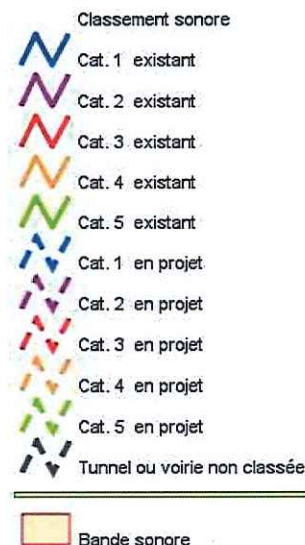 Classement sonore
Cat. 1 existant
Cat. 2 existant
Cat. 3 existant
Cat. 4 existant
Cat. 5 existant
Cat. 1 en projet
Cat. 2 en projet
Cat. 3 en projet
Cat. 4 en projet
Cat. 5 en projet
Tunnel ou voirie non classée
Bande sonore